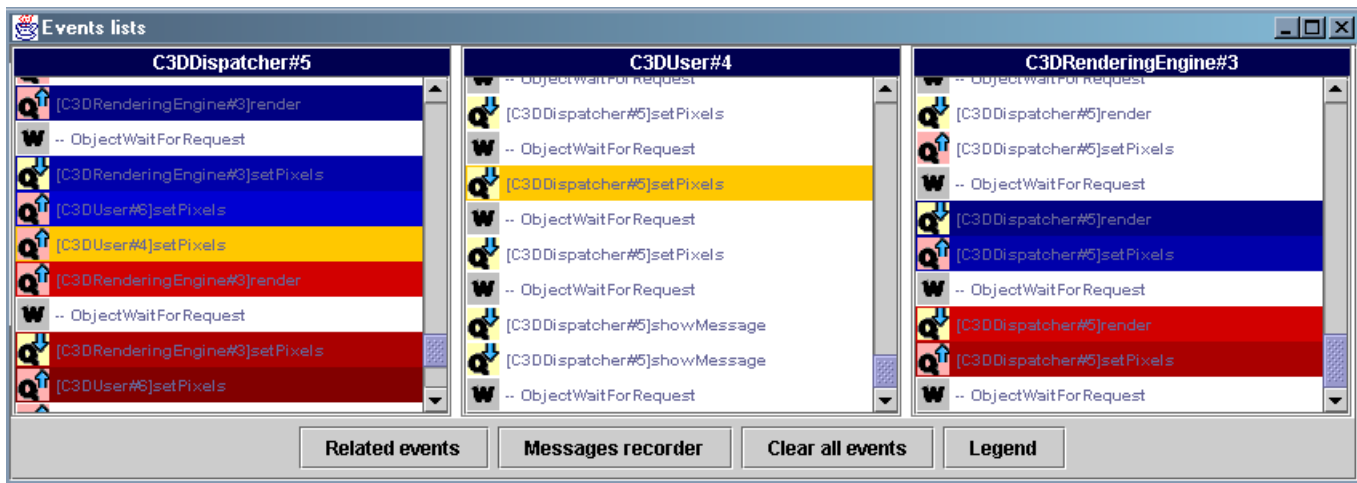 Events lists
C3DDispatcher#5
[C3DRenderingEngine#3]render
W -- ObjectWaitForRequest
[C3DRenderingEngine#3]setPixels
[C3DUser#6]setPixels
[C3DUser#4]setPixels
[C3DRenderingEngine#3]render
W -- ObjectWaitForRequest
[C3DRenderingEngine#3]setPixels
[C3DUser#6]setPixels
C3DUser#4
W -- ObjectWaitForRequest
[C3DDispatcher#5]setPixels
W -- ObjectWaitForRequest
[C3DDispatcher#5]setPixels
W -- ObjectWaitForRequest
[C3DDispatcher#5]setPixels
W -- ObjectWaitForRequest
[C3DDispatcher#5]showMessage
[C3DDispatcher#5]showMessage
W -- ObjectWaitForRequest
C3DRenderingEngine#3
W -- ObjectWaitForRequest
[C3DDispatcher#5]render
[C3DDispatcher#5]setPixels
W -- ObjectWaitForRequest
[C3DDispatcher#5]render
[C3DDispatcher#5]setPixels
W -- ObjectWaitForRequest
[C3DDispatcher#5]render
[C3DDispatcher#5]setPixels
W -- ObjectWaitForRequest
Related events
Messages recorder
Clear all events
Legend